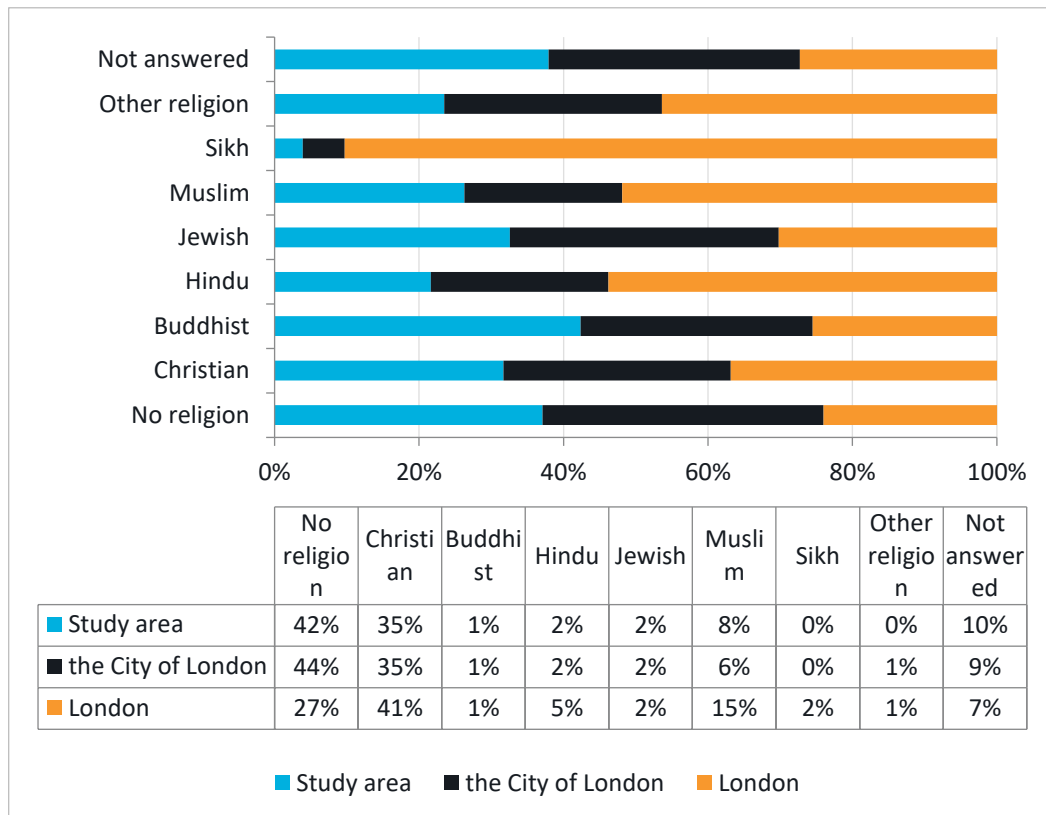 Not answered
Other religion
Sikh
Muslim
Jewish
Hindu
Buddhist
Christian
No religion
0% 20% 40% 60% 80% 100%
No
religio
n
Christi
an
Buddhi
st
Hindu
Jewish
Musli
m
Sikh
Other
religio
n
Not
answer
ed
Study area 42% 35% 1% 2% 2% 8% 0% 0% 10%
the City of London 44% 35% 1% 2% 2% 6% 0% 1% 9%
London 27% 41% 1% 5% 2% 15% 2% 1% 7%
Study area the City of London London